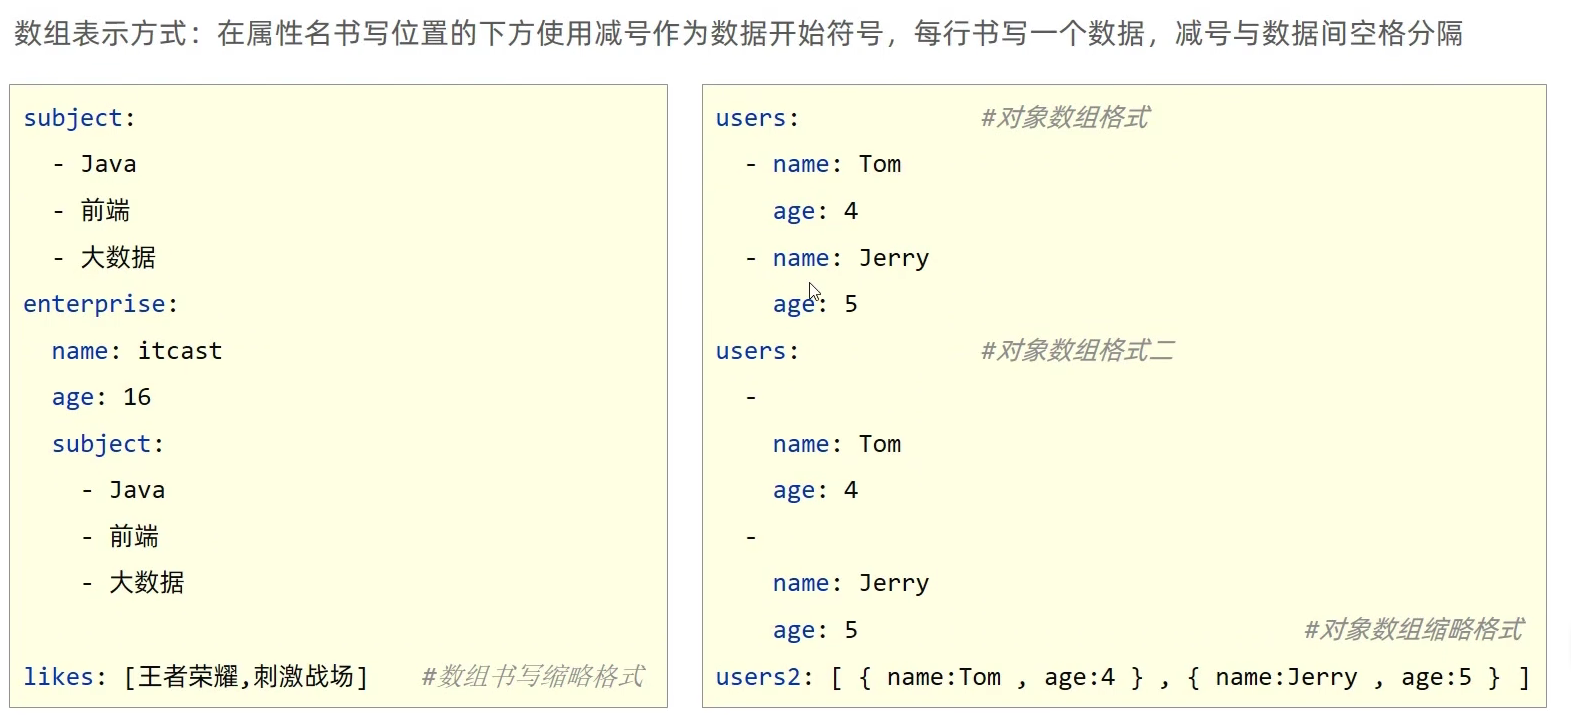 数组表示方式：在属性名书写位置的下方使用减号作为数据开始符号，每行书写一个数据，减号与数据间空格分隔
subject:
- Java
- 前端
- 大数据
enterprise:
name: itcast
age: 16
subject:
- Java
- 前端
- 大数据
likes: [王者荣耀,刺激战场] #数组书写缩略格式
users: #对象数组格式
- name: Tom
age: 4
- name: Jerry
age: 5
users: #对象数组格式二
-
name: Tom
age: 4
-
name: Jerry
age: 5 #对象数组缩略格式
users2: [ { name:Tom , age:4 } , { name:Jerry , age:5 } ]